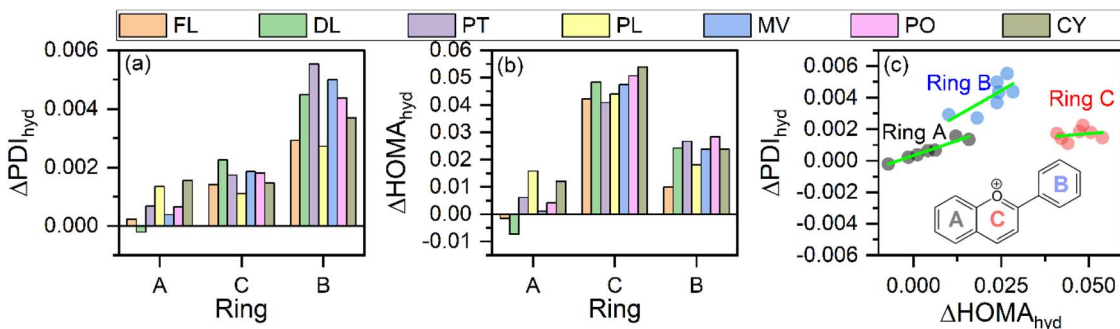 FL DL PT PL MV PO CY
(a)
ΔPDI_hyd
0.006
0.004
0.002
0.000
A C B
Ring
(b)
ΔHOMA_hyd
0.06
0.05
0.04
0.03
0.02
0.01
0.00
-0.01
A C B
Ring
(c)
ΔPDI_hyd
0.006
0.004
0.002
0.000
-0.002
-0.004
-0.006
Ring B
Ring C
Ring A
O
+
A
C
B
0.000 0.025 0.050
ΔHOMA_hyd